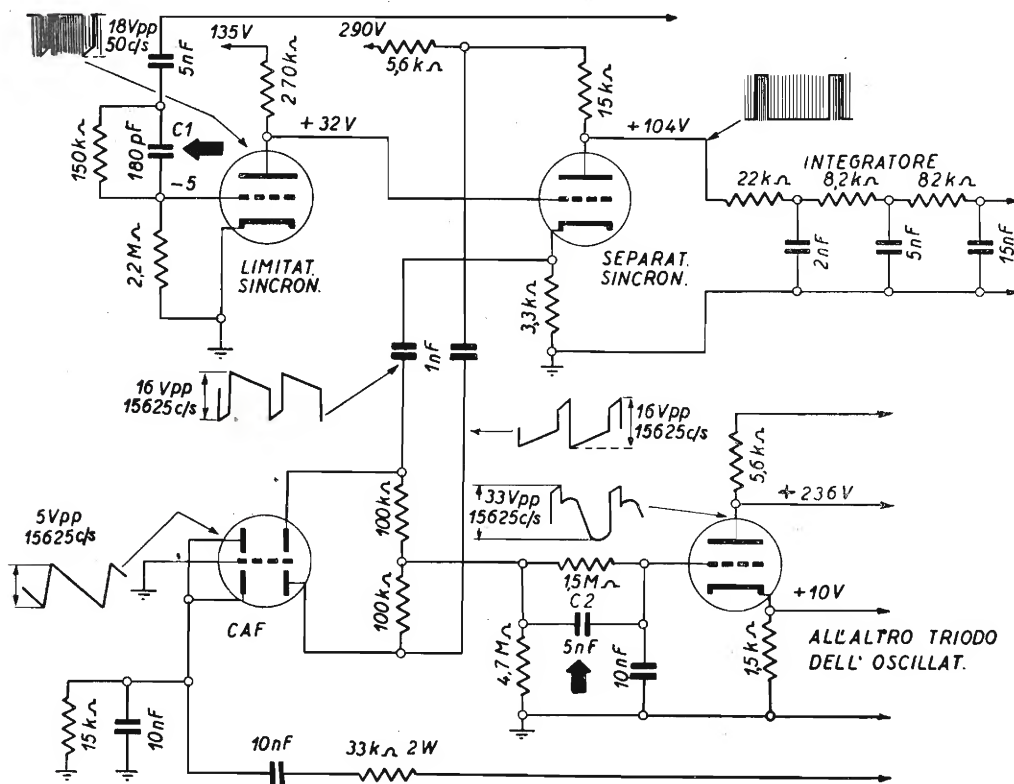 18Vpp
50 c/s
5nF
135V
270kΩ
290V
5,6kΩ
15kΩ
+32V
+104V
150kΩ
180pF
C1
-5
2,2MΩ
LIMITAT.
SINCRON.
SEPARAT.
SINCRON.
3,3kΩ
INTEGRATORE
22kΩ
8,2kΩ
82kΩ
2nF
5nF
15nF
1nF
16Vpp
15625c/s
16Vpp
15625c/s
5Vpp
15625c/s
33Vpp
15625c/s
5,6kΩ
+236V
100kΩ
100kΩ
1,5MΩ
C2
5nF
4,7MΩ
10nF
+10V
1,5kΩ
ALL'ALTRO TRIODO
DELL' OSCILLAT.
CAF
15kΩ
10nF
10nF
33kΩ 2W